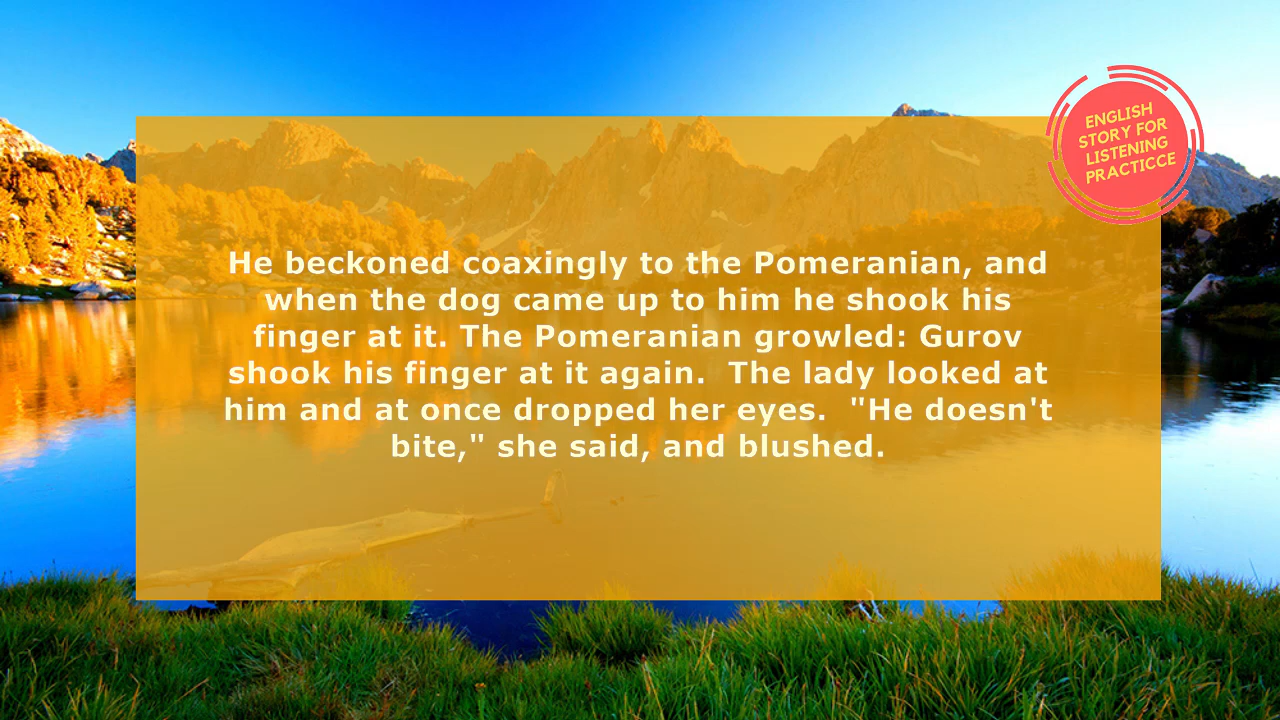 ENGLISH
STORY FOR
LISTENING
PRACTICCE
He beckoned coaxingly to the Pomeranian, and
when the dog came up to him he shook his
finger at it. The Pomeranian growled: Gurov
shook his finger at it again.  The lady looked at
him and at once dropped her eyes.  "He doesn't
bite," she said, and blushed.